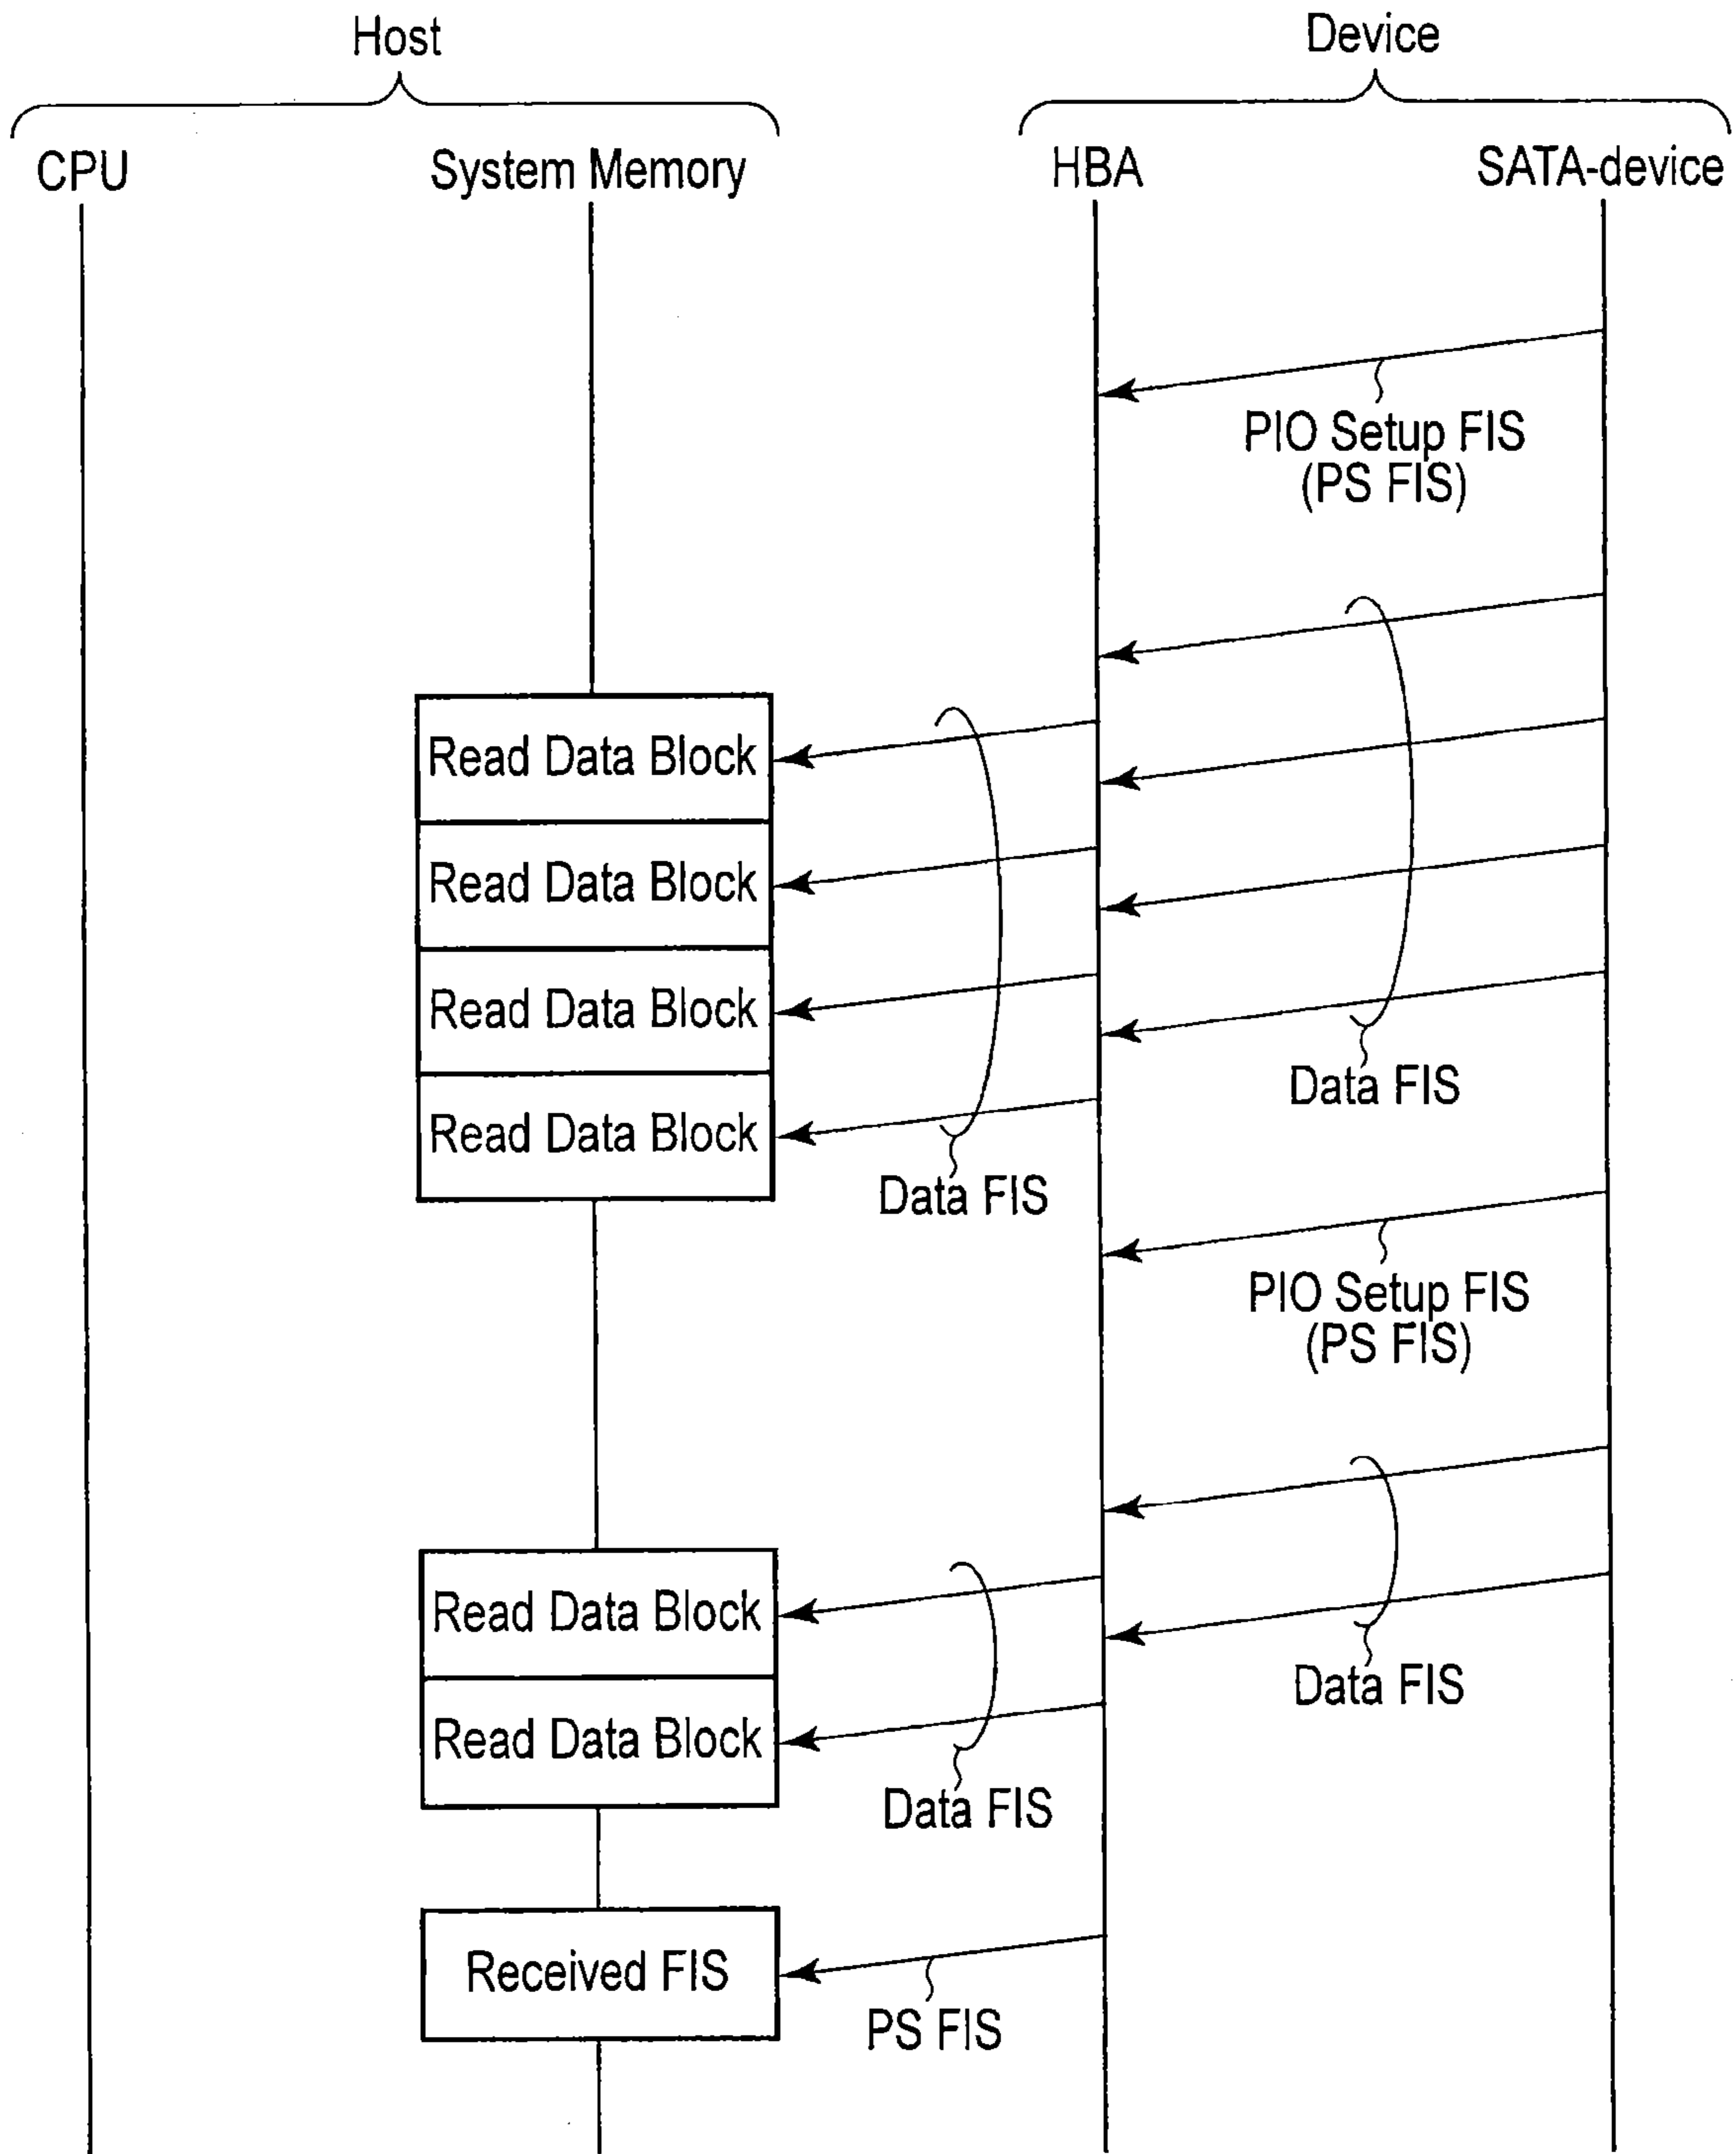 Host
Device
CPU
System Memory
HBA
SATA-device
PIO Setup FIS
(PS FIS)
Read Data Block
Read Data Block
Read Data Block
Data FIS
Read Data Block
Data FIS
PIO Setup FIS
(PS FIS)
Read Data Block
Data FIS
Read Data Block
Data FIS
Received FIS
PS FIS